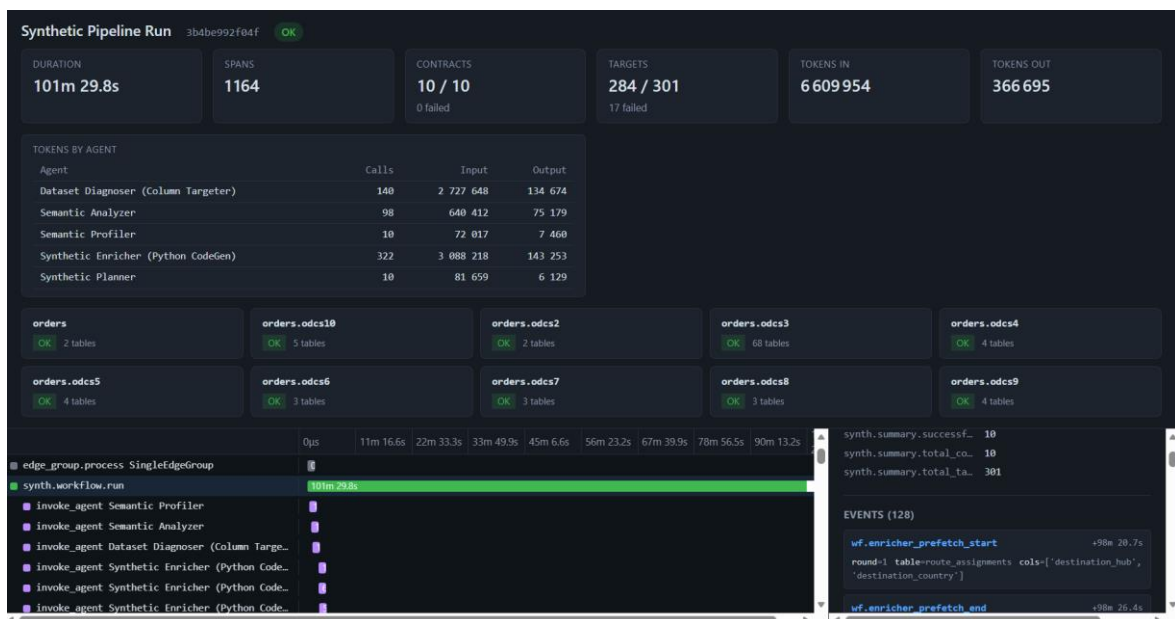 Synthetic Pipeline Run 3b4be992f04f OK
DURATION SPANS CONTRACTS TARGETS TOKENS IN TOKENS OUT
101m 29.8s 1164 10 / 10 284 / 301 6 609 954 366 695
0 failed 17 failed
TOKENS BY AGENT
Agent Calls Input Output
Dataset Diagnoser (Column Targeter) 140 2 727 648 134 674
Semantic Analyzer 98 640 412 75 179
Semantic Profiler 10 72 017 7 460
Synthetic Enricher (Python CodeGen) 322 3 088 218 143 253
Synthetic Planner 10 81 659 6 129
orders orders.odcs10 orders.odcs2 orders.odcs3 orders.odcs4
OK 2 tables OK 5 tables OK 2 tables OK 68 tables OK 4 tables
orders.odcs5 orders.odcs6 orders.odcs7 orders.odcs8 orders.odcs9
OK 4 tables OK 3 tables OK 3 tables OK 3 tables OK 4 tables
0μs 11m 16.6s 22m 33.3s 33m 49.9s 45m 6.6s 56m 23.2s 67m 39.9s 78m 56.5s 90m 13.2s
edge_group.process SingleEdgeGroup
synth.workflow.run 101m 29.8s
invoke_agent Semantic Profiler
invoke_agent Semantic Analyzer
invoke_agent Dataset Diagnoser (Column Targe…
invoke_agent Synthetic Enricher (Python Code…
invoke_agent Synthetic Enricher (Python Code…
invoke_agent Synthetic Enricher (Python Code…
synth.summary.successf… 10
synth.summary.total_co… 10
synth.summary.total_ta… 301
EVENTS (128)
wf.enricher_prefetch_start +98m 20.7s
round=1 table=route_assignments cols=['destination_hub',
'destination_country']
wf.enricher_prefetch_end +98m 26.4s